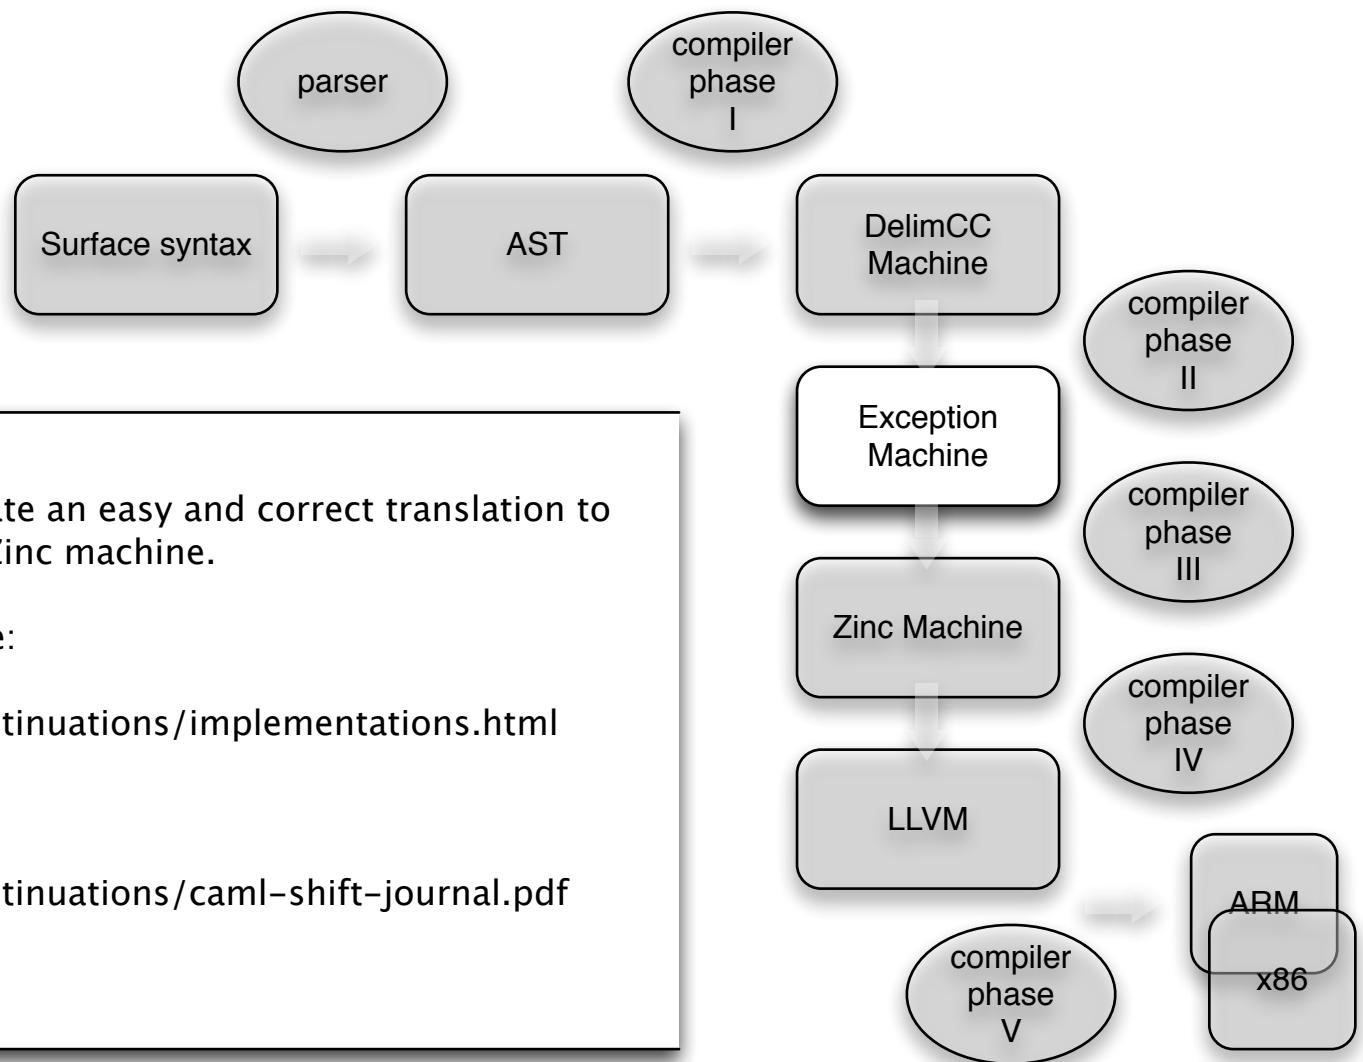 parser
compiler
phase
I
Surface syntax
AST
DelimCC
Machine
compiler
phase
II
Exception
Machine
compiler
phase
III
Zinc Machine
compiler
phase
IV
LLVM
ARM
x86
compiler
phase
V
an easy and correct translation to
machine.
tinuations/implementations.html
tinuations/caml-shift-journal.pdf